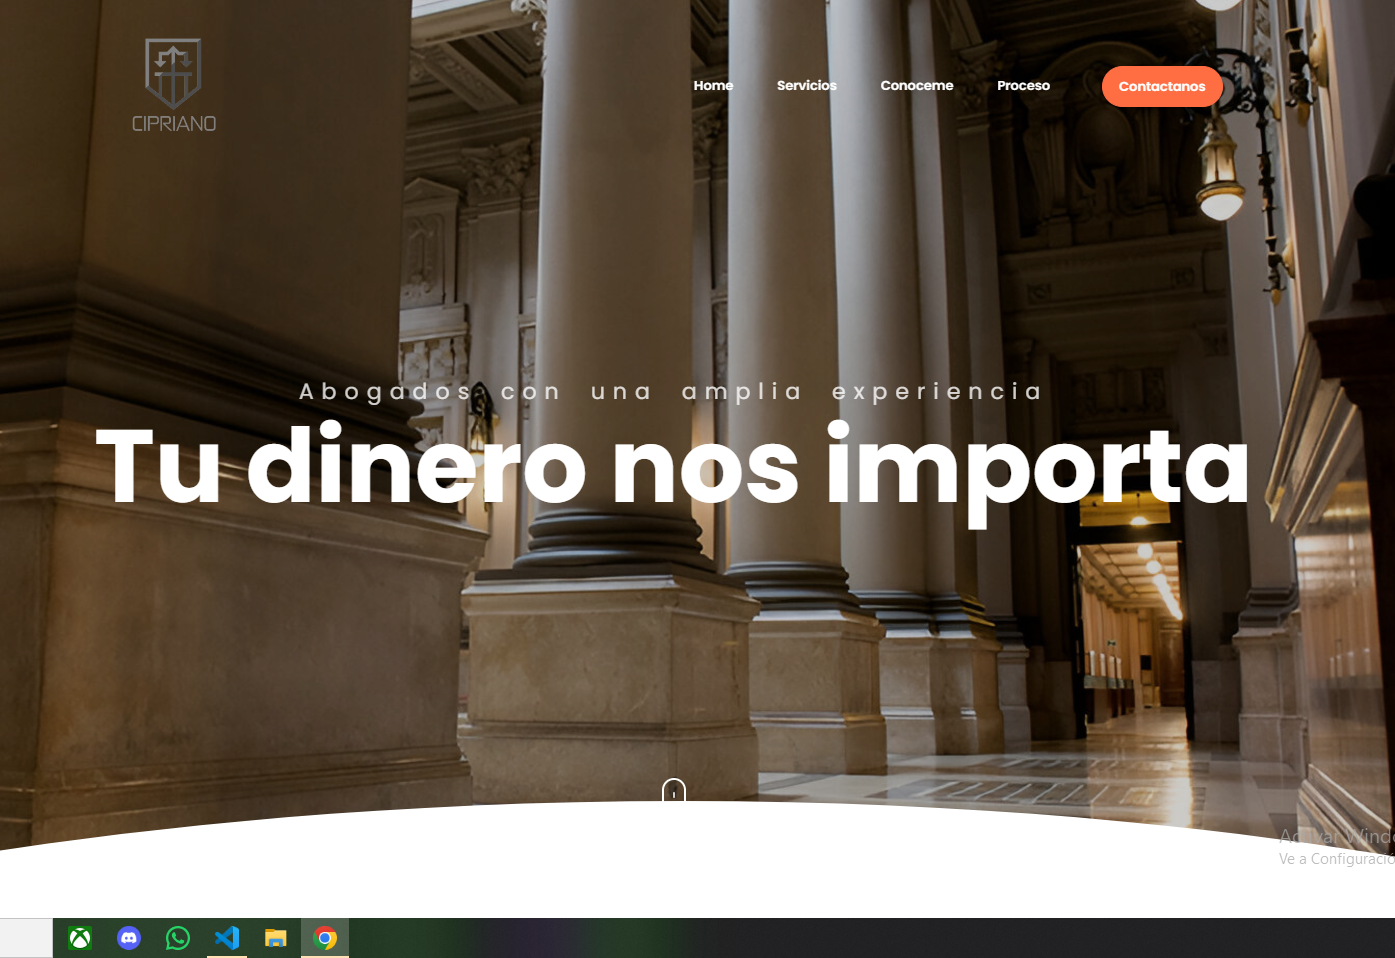 CIPRIANO
Home Servicios Conoceme Proceso Contactanos
Abogados con una amplia experiencia
Tu dinero nos importa
Activar Windo
Ve a Configuració